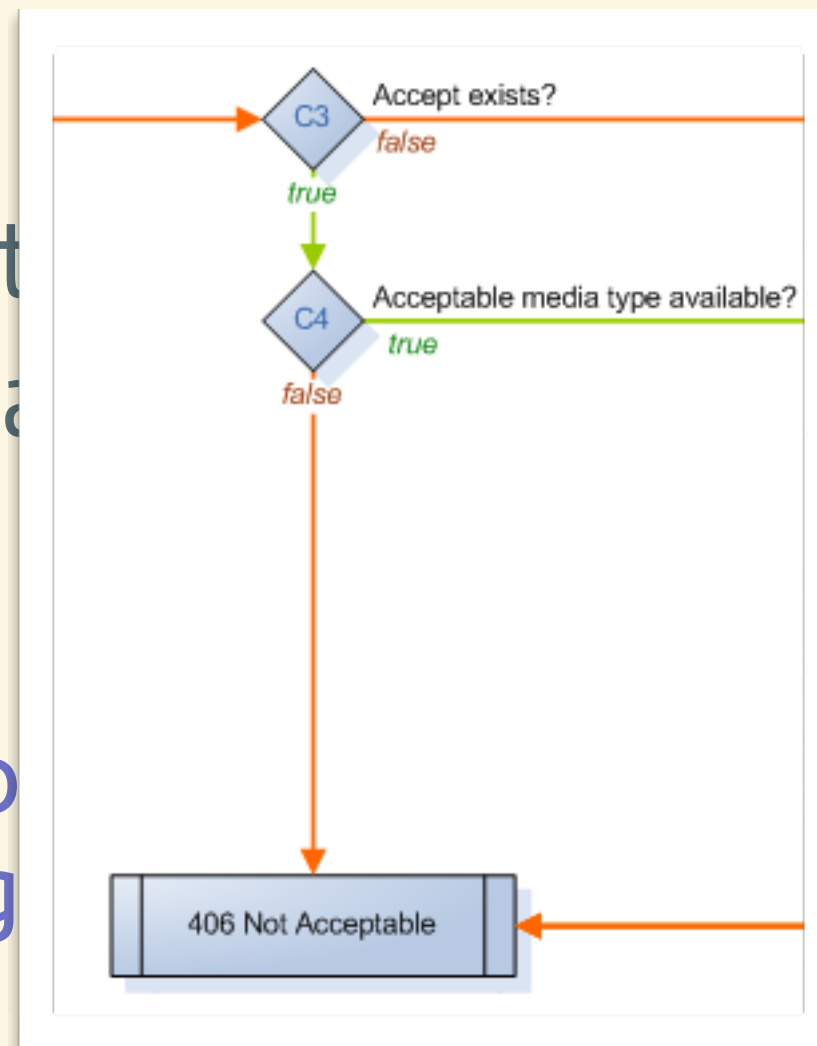 C3
Accept exists?
false
true
C4
Acceptable media type available?
true
false
406 Not Acceptable